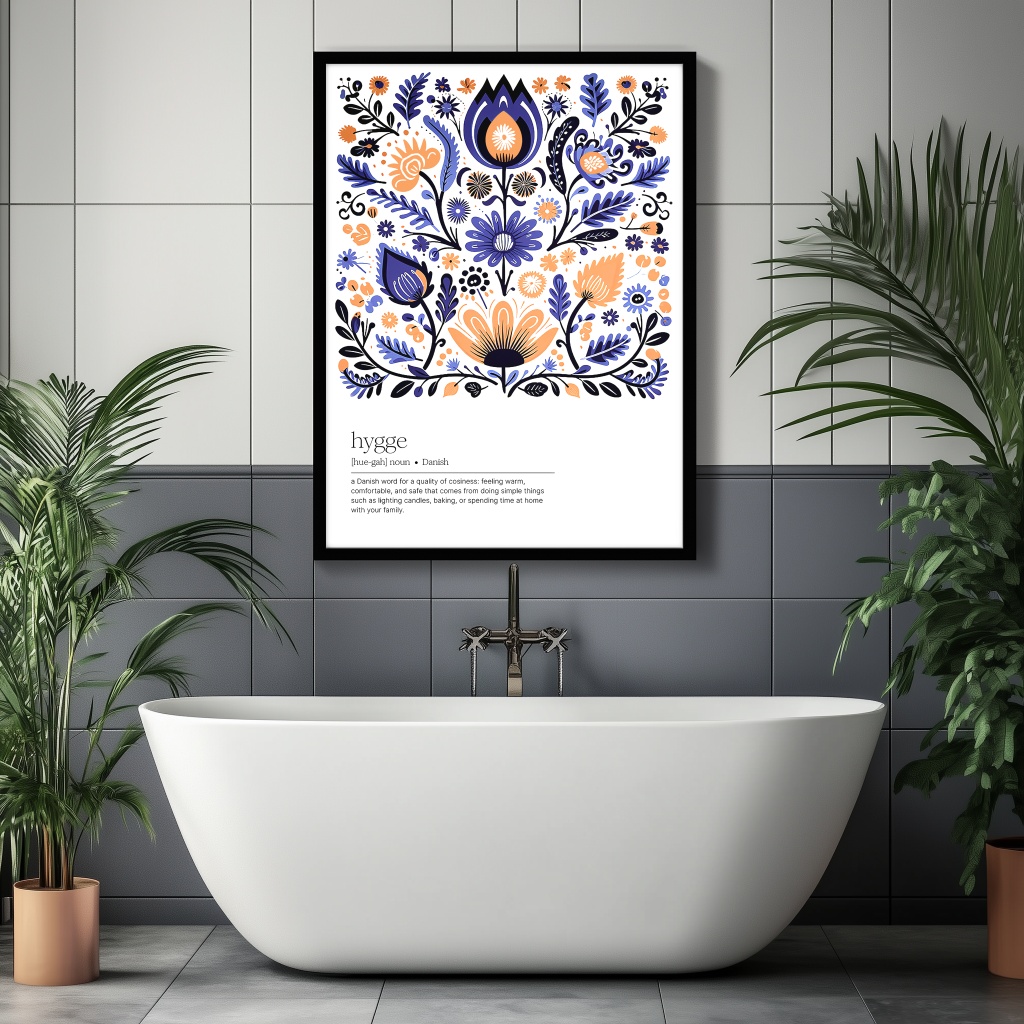 hygge
[hue-gah] noun • Danish
a Danish word for a quality of cosiness: feeling warm,
comfortable, and safe that comes from doing simple things
such as lighting candles, baking, or spending time at home
with your family.